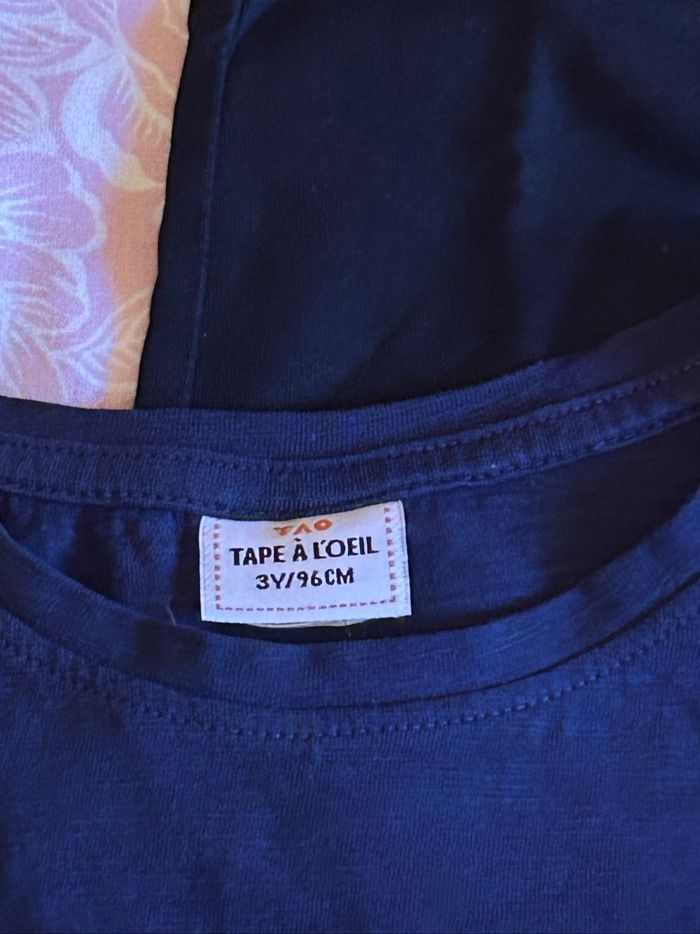 TAO
TAPE À L'OEIL
3Y/96CM